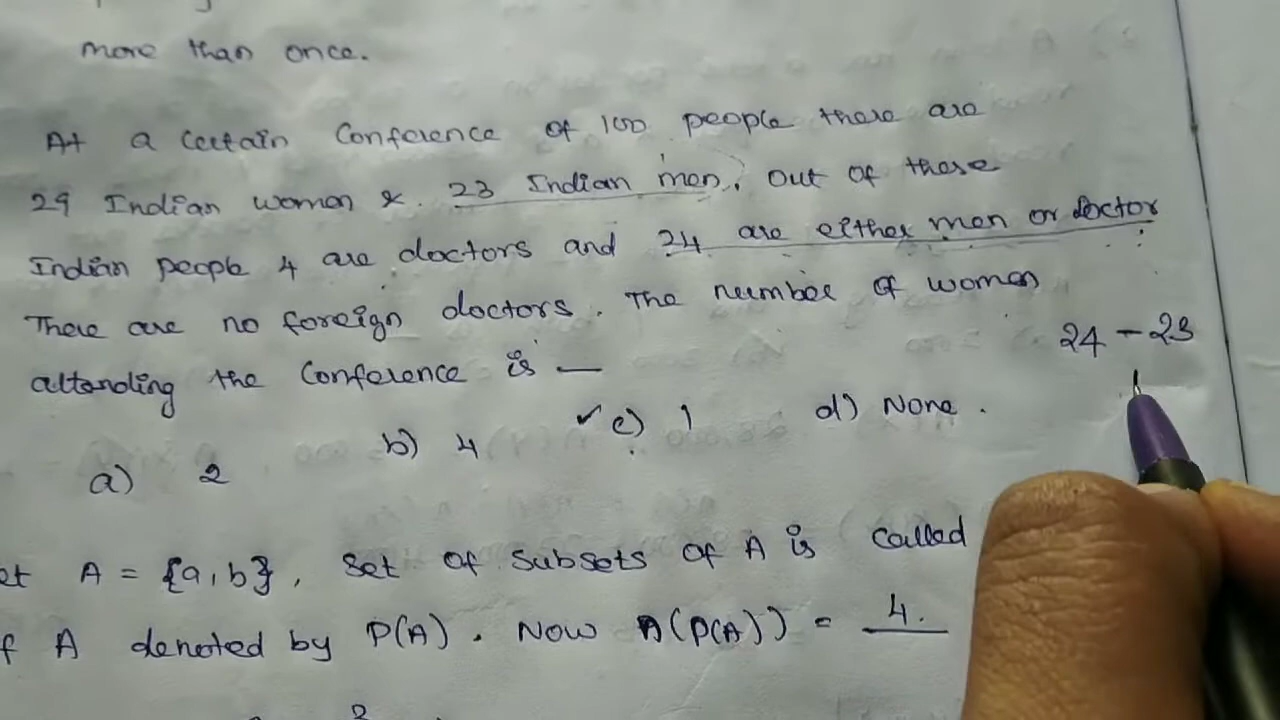 more than once.
At a certain Conference of 100 people there are
29 Indian women & 23 Indian men. Out of these
Indian people 4 are doctors and 24 are either men or doctor
There are no foreign doctors. The number of women
24 - 23
attending the Conference is —
a) 2 b) 4 ✓c) 1 d) None.
et A = {a, b}, Set of Subsets of A is called
f A denoted by P(A). Now n(P(A)) = 4.